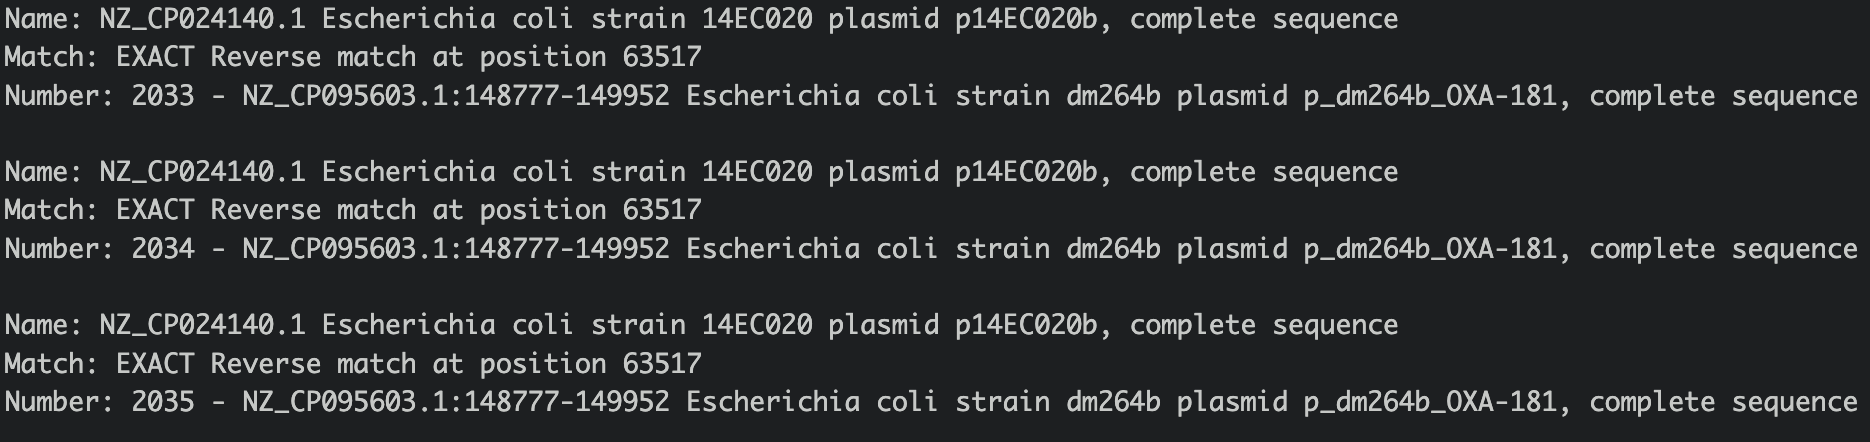 Name: NZ_CP024140.1 Escherichia coli strain 14EC020 plasmid p14EC020b, complete sequence
Match: EXACT Reverse match at position 63517
Number: 2033 - NZ_CP095603.1:148777-149952 Escherichia coli strain dm264b plasmid p_dm264b_OXA-181, complete sequence
Name: NZ_CP024140.1 Escherichia coli strain 14EC020 plasmid p14EC020b, complete sequence
Match: EXACT Reverse match at position 63517
Number: 2034 - NZ_CP095603.1:148777-149952 Escherichia coli strain dm264b plasmid p_dm264b_OXA-181, complete sequence
Name: NZ_CP024140.1 Escherichia coli strain 14EC020 plasmid p14EC020b, complete sequence
Match: EXACT Reverse match at position 63517
Number: 2035 - NZ_CP095603.1:148777-149952 Escherichia coli strain dm264b plasmid p_dm264b_OXA-181, complete sequence